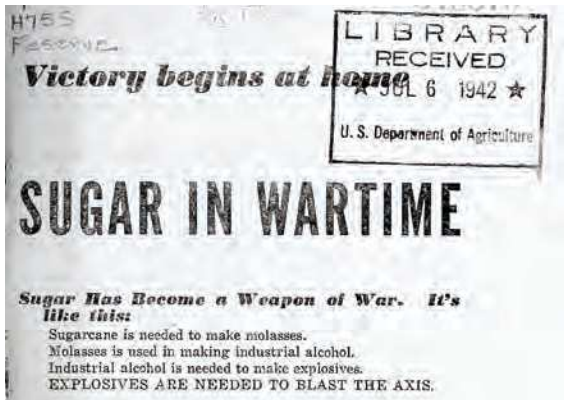 H75S
Reserve
Victory begins at home
LIBRARY
RECEIVED
★ JUL 6 1942 ★
U. S. Department of Agriculture
SUGAR IN WARTIME
Sugar Has Become a Weapon of War. It's
like this:
Sugarcane is needed to make molasses.
Molasses is used in making industrial alcohol.
Industrial alcohol is needed to make explosives.
EXPLOSIVES ARE NEEDED TO BLAST THE AXIS.